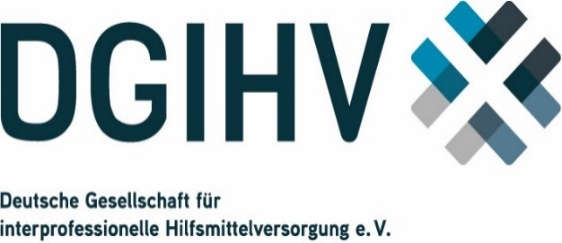 DGIHV
Deutsche Gesellschaft für
interprofessionelle Hilfsmittelversorgung e.V.